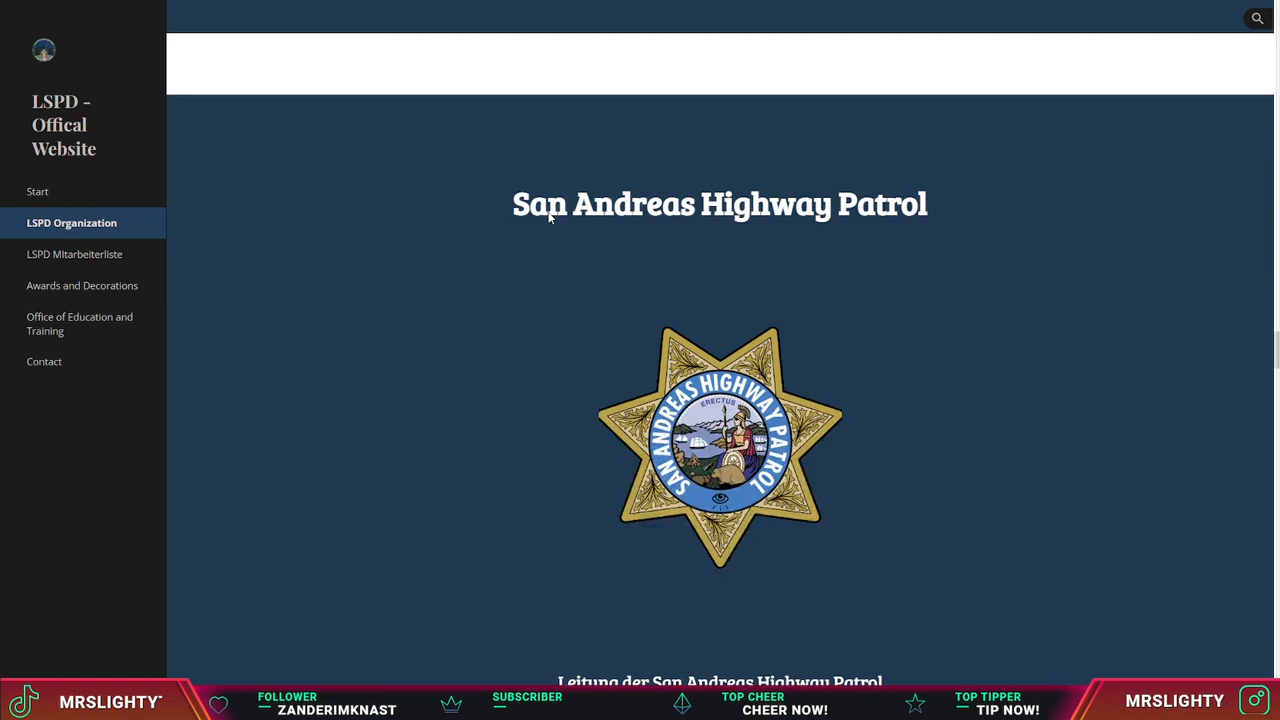 LSPD -
Offical
Website
Start
LSPD Organization
LSPD MItarbeiterliste
Awards and Decorations
Office of Education and
Training
Contact
San Andreas Highway Patrol
SAN ANDREAS HIGHWAY PATROL
ERECTUS
Leitung der San Andreas Highway Patrol
MRSLIGHTY
FOLLOWER
ZANDERIMKNAST
SUBSCRIBER
TOP CHEER
CHEER NOW!
TOP TIPPER
TIP NOW!
MRSLIGHTY